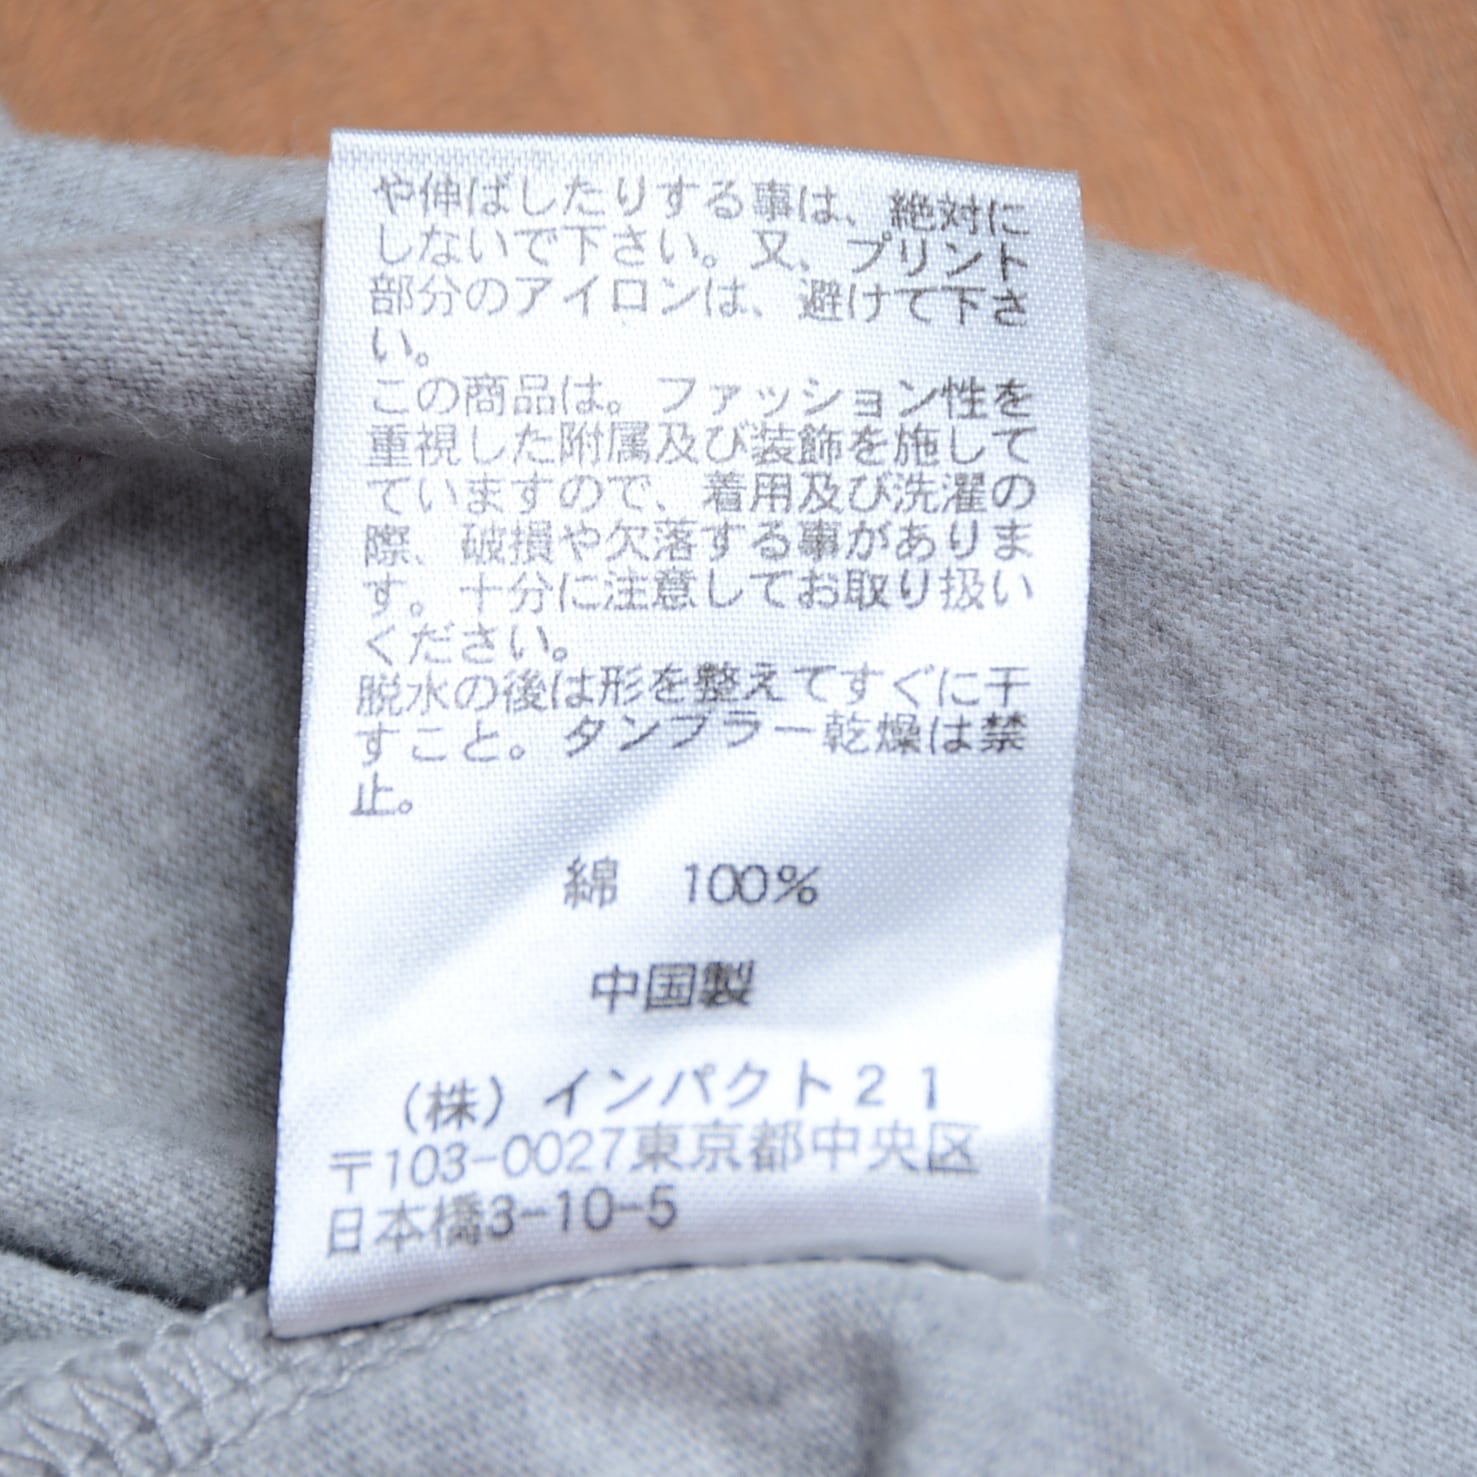 や伸ばしたりする事は、絶対に
しないで下さい。又、プリント
部分のアイロンは、避けて下さ
い。
この商品は。ファッション性を
重視した附属及び装飾を施して
ていますので、着用及び洗濯の
際、破損や欠落する事がありま
す。十分に注意してお取り扱い
ください。
脱水の後は形を整えてすぐに干
すこと。タンブラー乾燥は禁
止。
綿 100%
中国製
（株）インパクト２１
〒103-0027東京都中央区
日本橋3-10-5